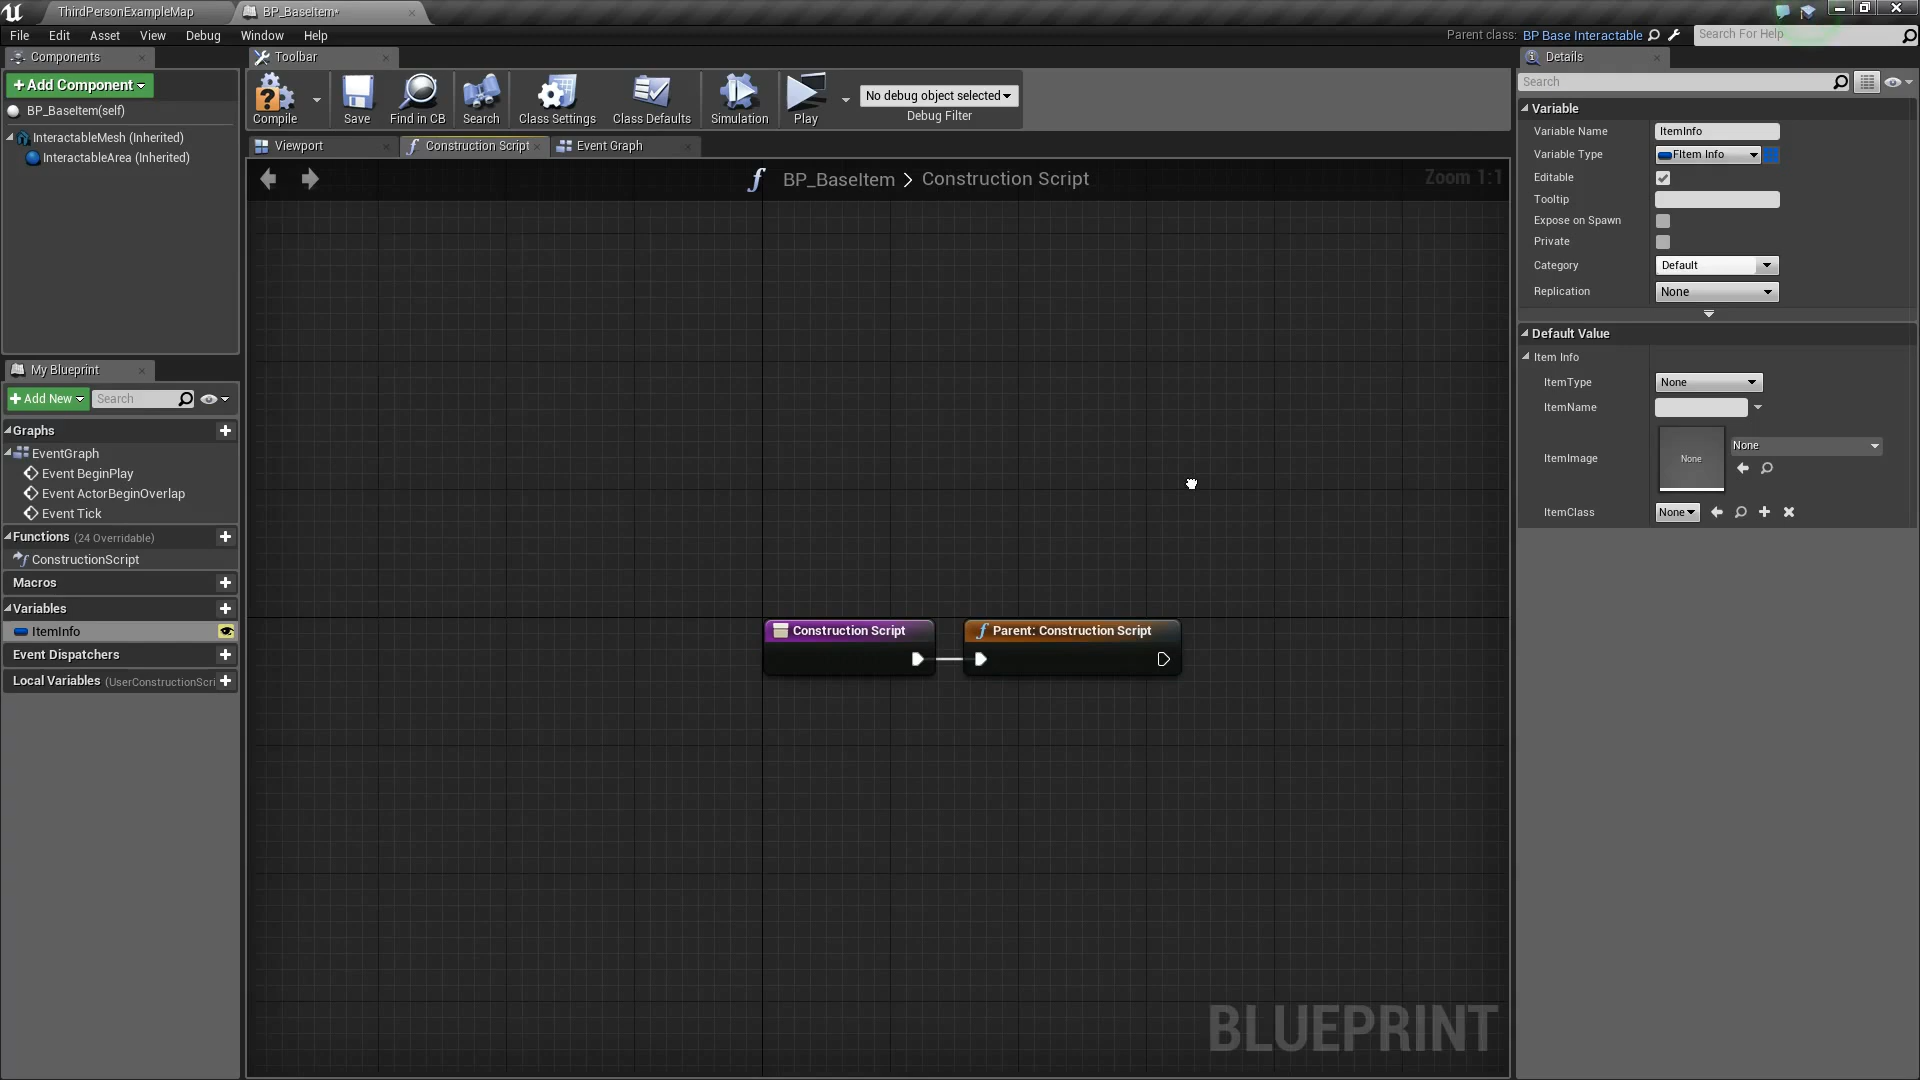 ThirdPersonExampleMap
BP_BaseItem*
File Edit Asset View Debug Window Help
Parent class: BP Base Interactable
Search For Help
Components
Toolbar
Details
+Add Component
BP_BaseItem(self)
InteractableMesh (Inherited)
InteractableArea (Inherited)
Compile Save Find in CB Search Class Settings Class Defaults Simulation Play
No debug object selected
Debug Filter
Viewport
Construction Script
Event Graph
BP_BaseItem > Construction Script
Zoom 1:1
My Blueprint
+Add New
Search
Graphs
EventGraph
Event BeginPlay
Event ActorBeginOverlap
Event Tick
Functions (24 Overridable)
ConstructionScript
Macros
Variables
ItemInfo
Event Dispatchers
Local Variables (UserConstructionScri
Construction Script
Parent: Construction Script
BLUEPRINT
Search
Variable
Variable Name ItemInfo
Variable Type FItem Info
Editable
Tooltip
Expose on Spawn
Private
Category Default
Replication None
Default Value
Item Info
ItemType None
ItemName
ItemImage None None
ItemClass None